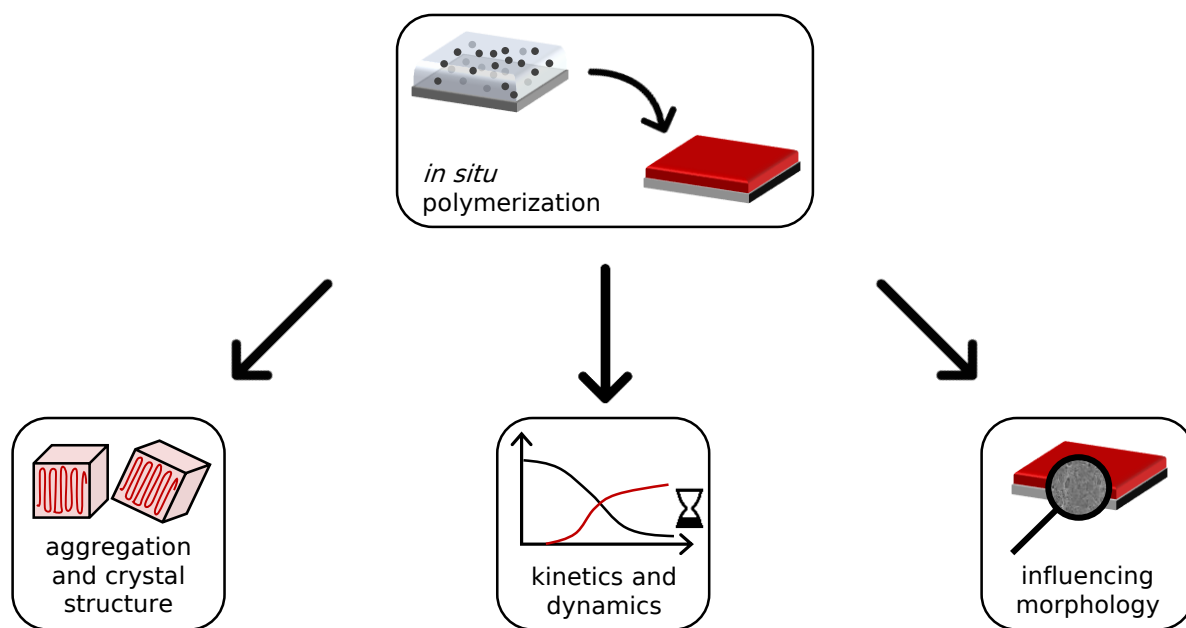 in situ
polymerization
aggregation
and crystal
structure
kinetics and
dynamics
influencing
morphology